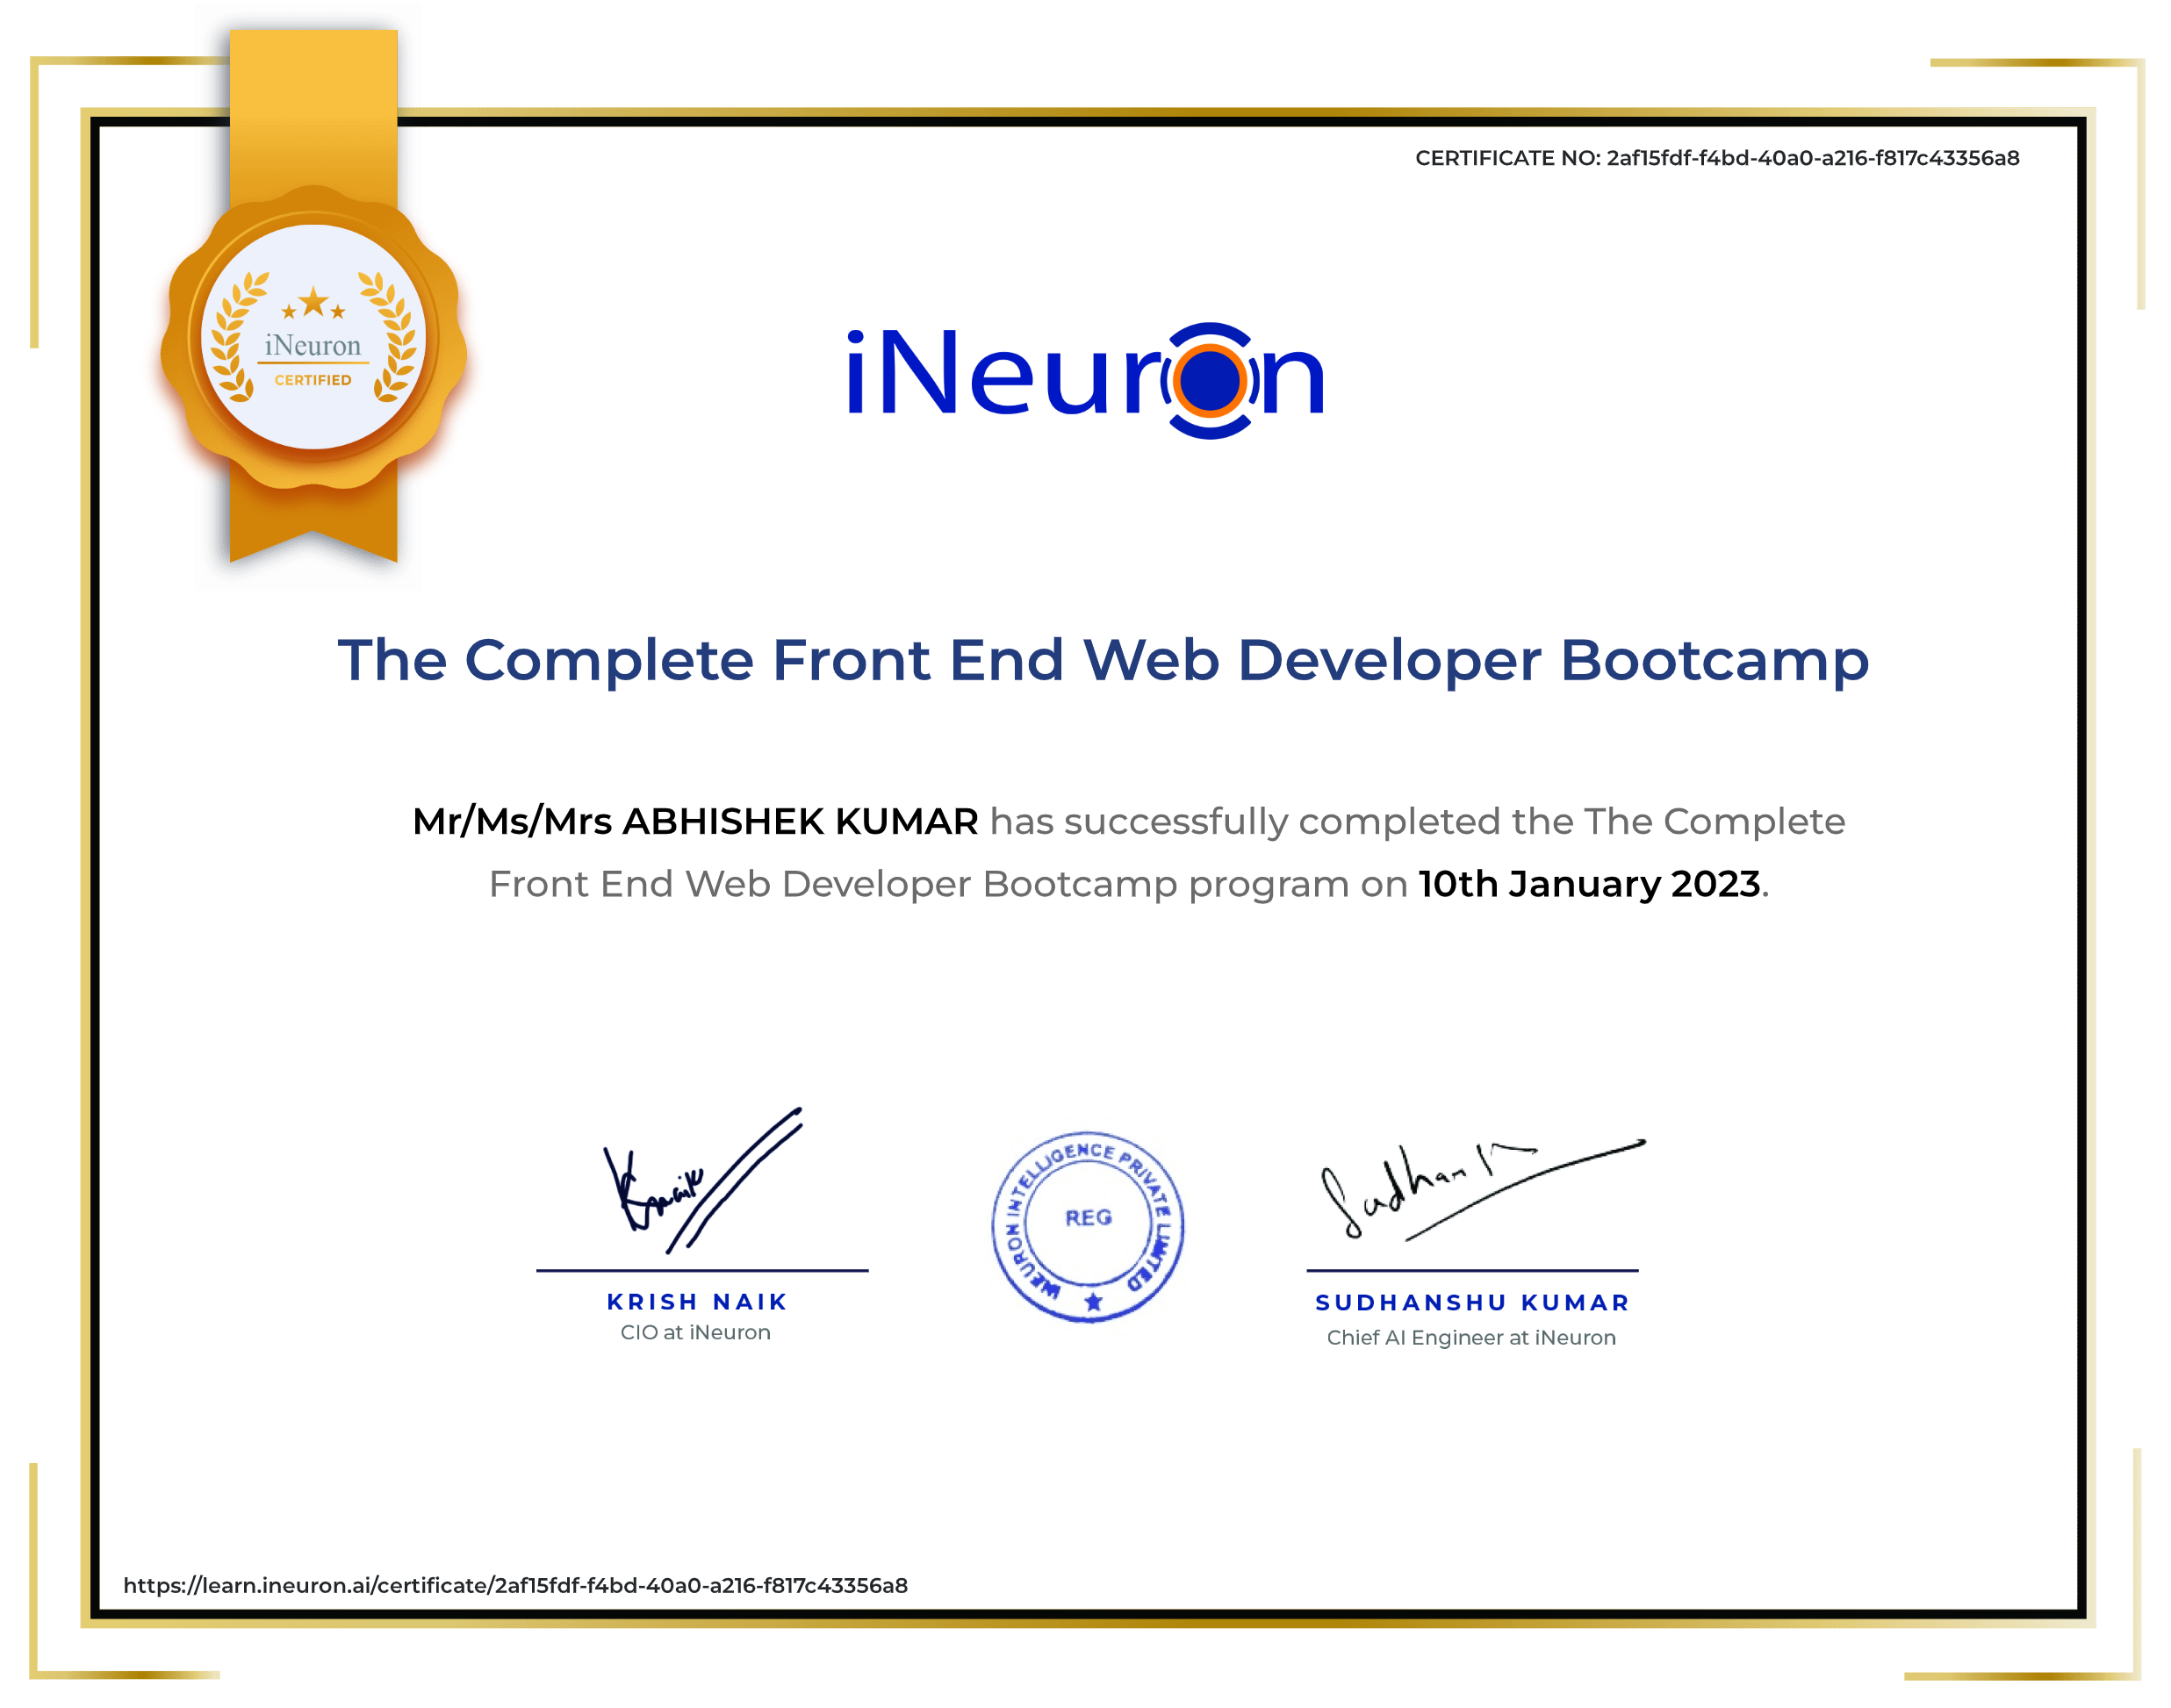 CERTIFICATE NO: 2af15fdf-f4bd-40a0-a216-f817c43356a8
iNeuron
CERTIFIED
iNeuron
The Complete Front End Web Developer Bootcamp
Mr/Ms/Mrs ABHISHEK KUMAR has successfully completed the The Complete
Front End Web Developer Bootcamp program on 10th January 2023.
INEURON INTELLIGENCE PRIVATE LIMITED
REG
KRISH NAIK
CIO at iNeuron
SUDHANSHU KUMAR
Chief AI Engineer at iNeuron
https://learn.ineuron.ai/certificate/2af15fdf-f4bd-40a0-a216-f817c43356a8